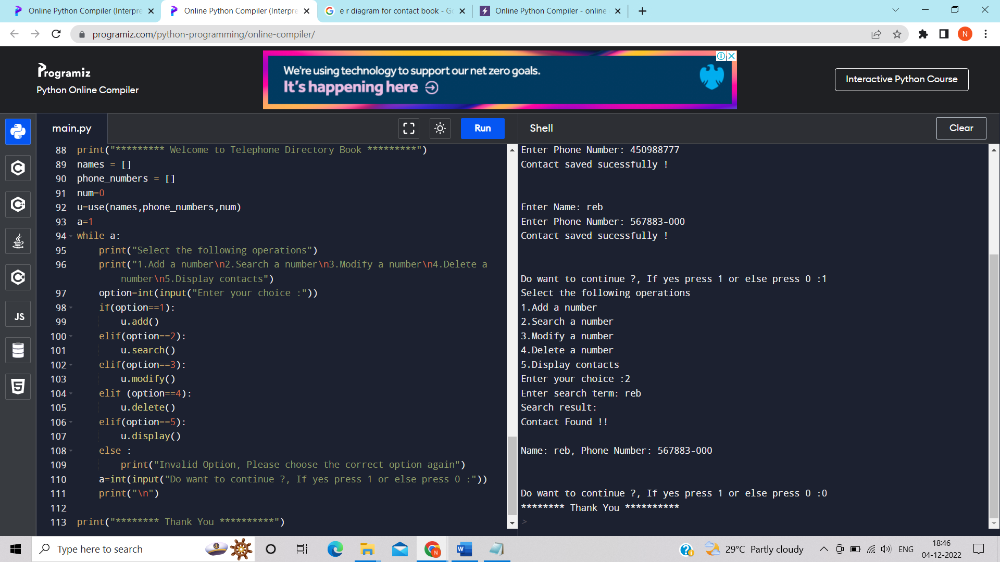 Online Python Compiler (Interpre
Online Python Compiler (Interpre
e r diagram for contact book - Go
Online Python Compiler - online
programiz.com/python-programming/online-compiler/
N
Programiz
Python Online Compiler
We're using technology to support our net zero goals.
It's happening here
Interactive Python Course
main.py
Run
Shell
Clear
88 print("********* Welcome to Telephone Directory Book *********")
89 names = []
90 phone_numbers = []
91 num=0
92 u=use(names,phone_numbers,num)
93 a=1
94 while a:
95 print("Select the following operations")
96 print("1.Add a number\n2.Search a number\n3.Modify a number\n4.Delete a
number\n5.Display contacts")
97 option=int(input("Enter your choice :"))
98 if(option==1):
99 u.add()
100 elif(option==2):
101 u.search()
102 elif(option==3):
103 u.modify()
104 elif (option==4):
105 u.delete()
106 elif(option==5):
107 u.display()
108 else :
109 print("Invalid Option, Please choose the correct option again")
110 a=int(input("Do want to continue ?, If yes press 1 or else press 0 :"))
111 print("\n")
112
113 print("******** Thank You **********")
Enter Phone Number: 450988777
Contact saved sucessfully !
Enter Name: reb
Enter Phone Number: 567883-000
Contact saved sucessfully !
Do want to continue ?, If yes press 1 or else press 0 :1
Select the following operations
1.Add a number
2.Search a number
3.Modify a number
4.Delete a number
5.Display contacts
Enter your choice :2
Enter search term: reb
Search result:
Contact Found !!
Name: reb, Phone Number: 567883-000
Do want to continue ?, If yes press 1 or else press 0 :0
******** Thank You **********
>
JS
Type here to search
29°C Partly cloudy
ENG
18:46
04-12-2022